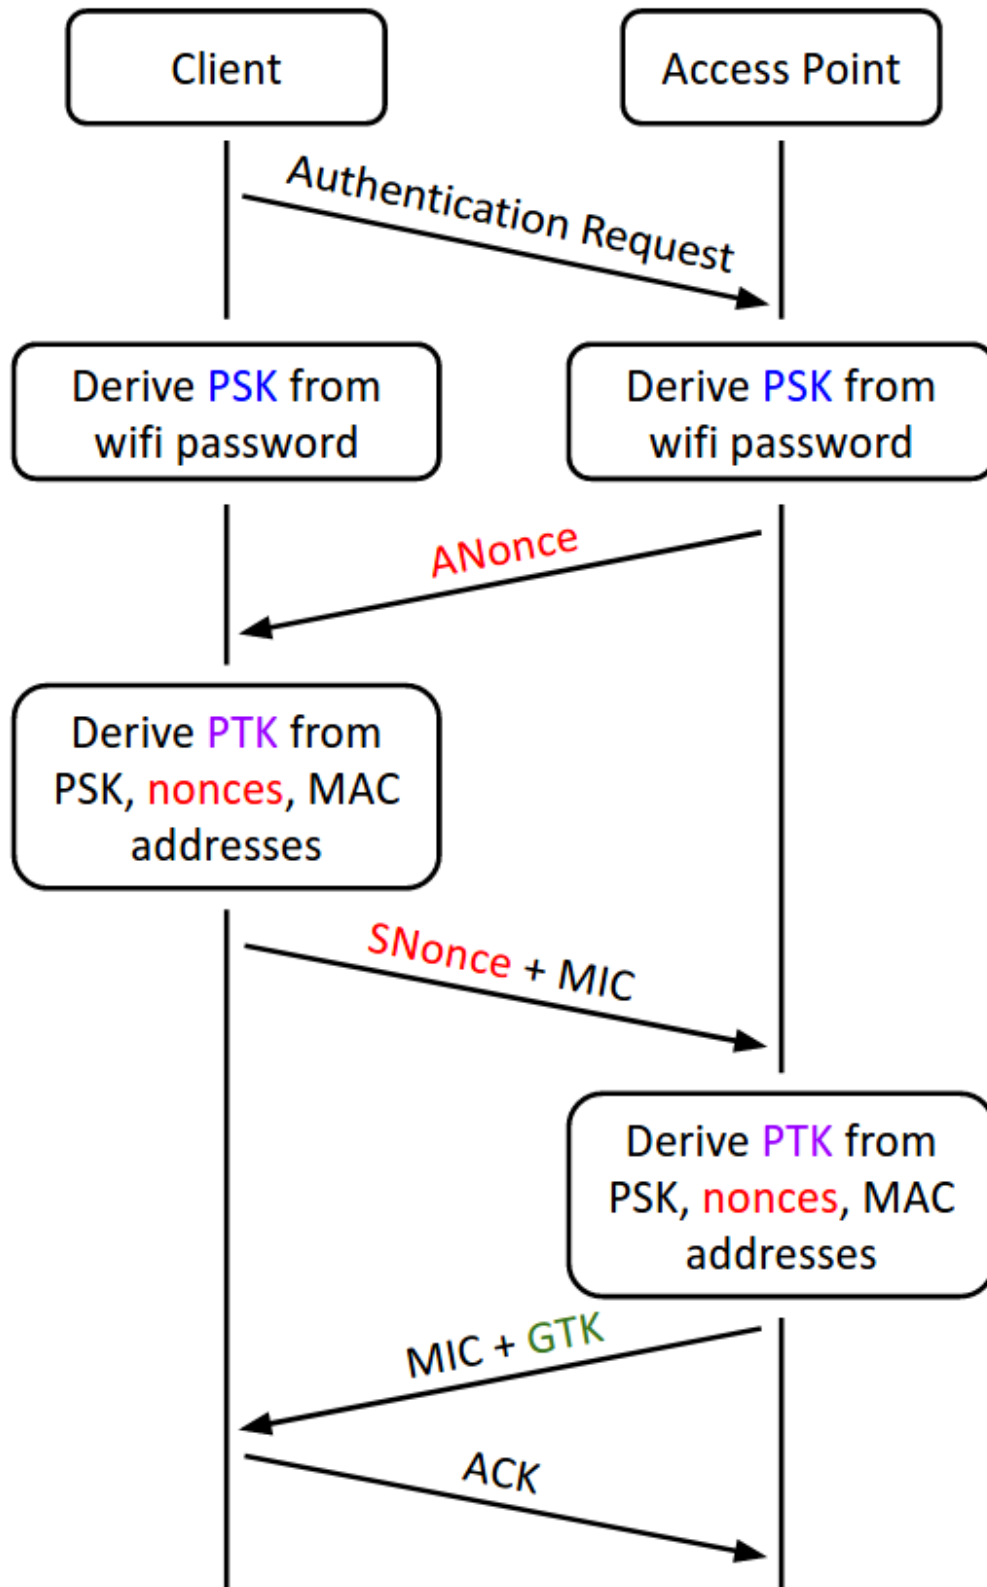 Client
Access Point
Authentication Request
Derive PSK from
wifi password
Derive PSK from
wifi password
ANonce
Derive PTK from
PSK, nonces, MAC
addresses
SNonce + MIC
Derive PTK from
PSK, nonces, MAC
addresses
MIC + GTK
ACK